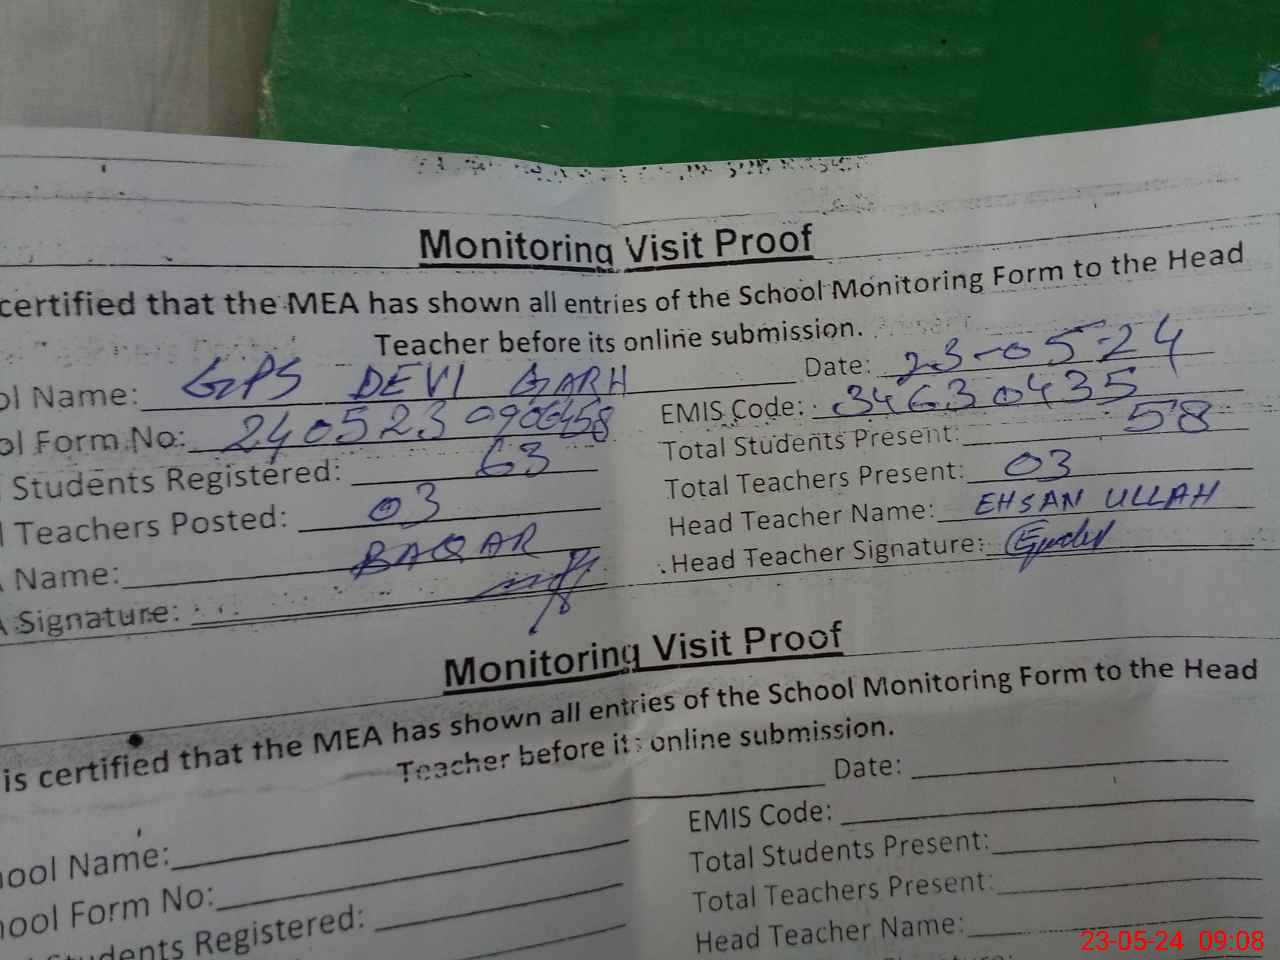 Monitoring Visit Proof
certified that the MEA has shown all entries of the School Monitoring Form to the Head
Teacher before its online submission.
ol Name: GPS DEVI GARH Date: 23-05-24
ol Form No: EMIS Code: 34630435
Students Registered: 63 Total Students Present: 58
Teachers Posted: 03 Total Teachers Present: 03
Name: BAQAR Head Teacher Name: EHSAN ULLAH
A Signature: Head Teacher Signature:
Monitoring Visit Proof
is certified that the MEA has shown all entries of the School Monitoring Form to the Head
Teacher before its online submission.
hool Name: Date:
hool Form No: EMIS Code:
Students Registered: Total Students Present:
Total Teachers Present:
Head Teacher Name:
23-05-24 09:08